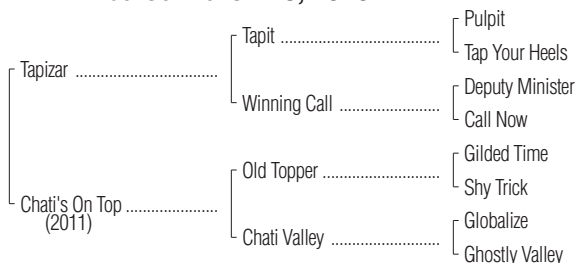 Tapizar
Chati's On Top
(2011)
Tapit
Winning Call
Old Topper
Chati Valley
Pulpit
Tap Your Heels
Deputy Minister
Call Now
Gilded Time
Shy Trick
Globalize
Ghostly Valley